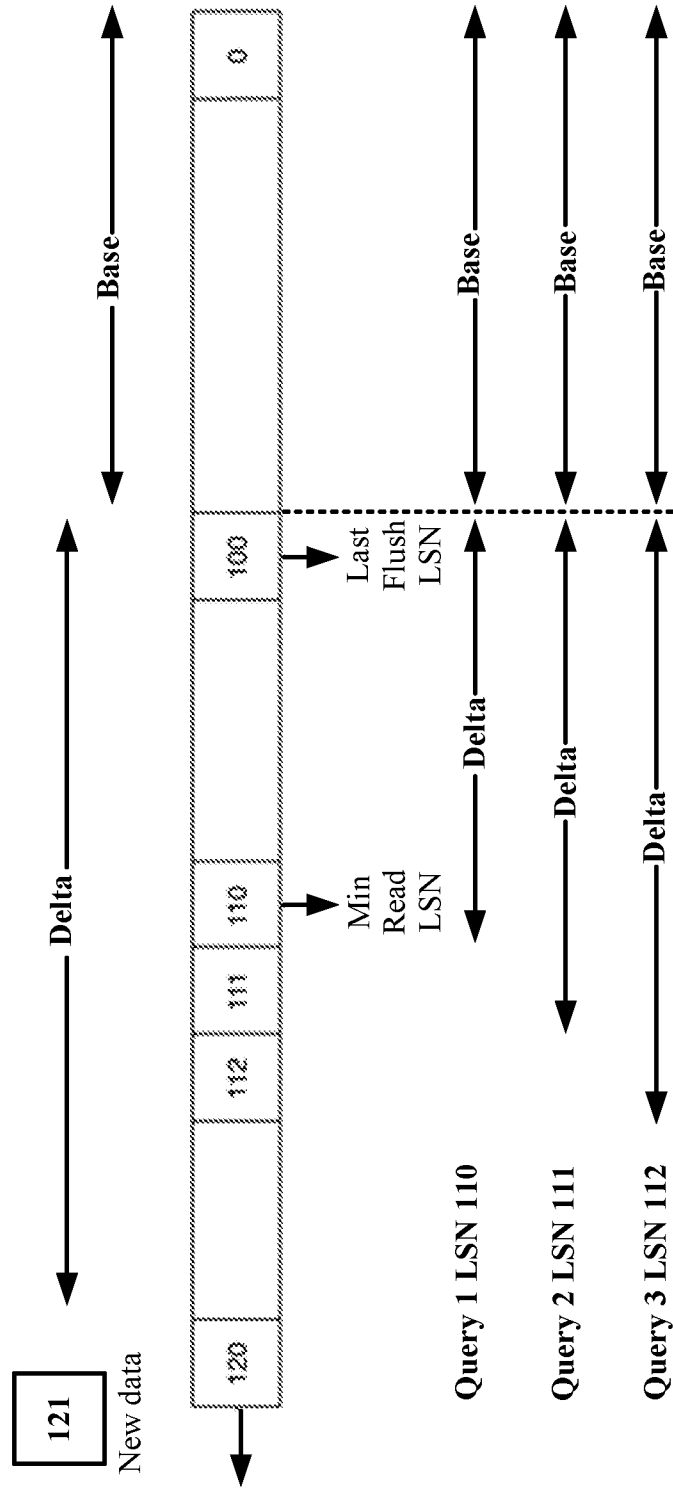 121
New data
Delta
Base
120
112
111
110
100
0
Min
Read
LSN
Last
Flush
LSN
Query 1 LSN 110
Delta
Base
Query 2 LSN 111
Delta
Base
Query 3 LSN 112
Delta
Base